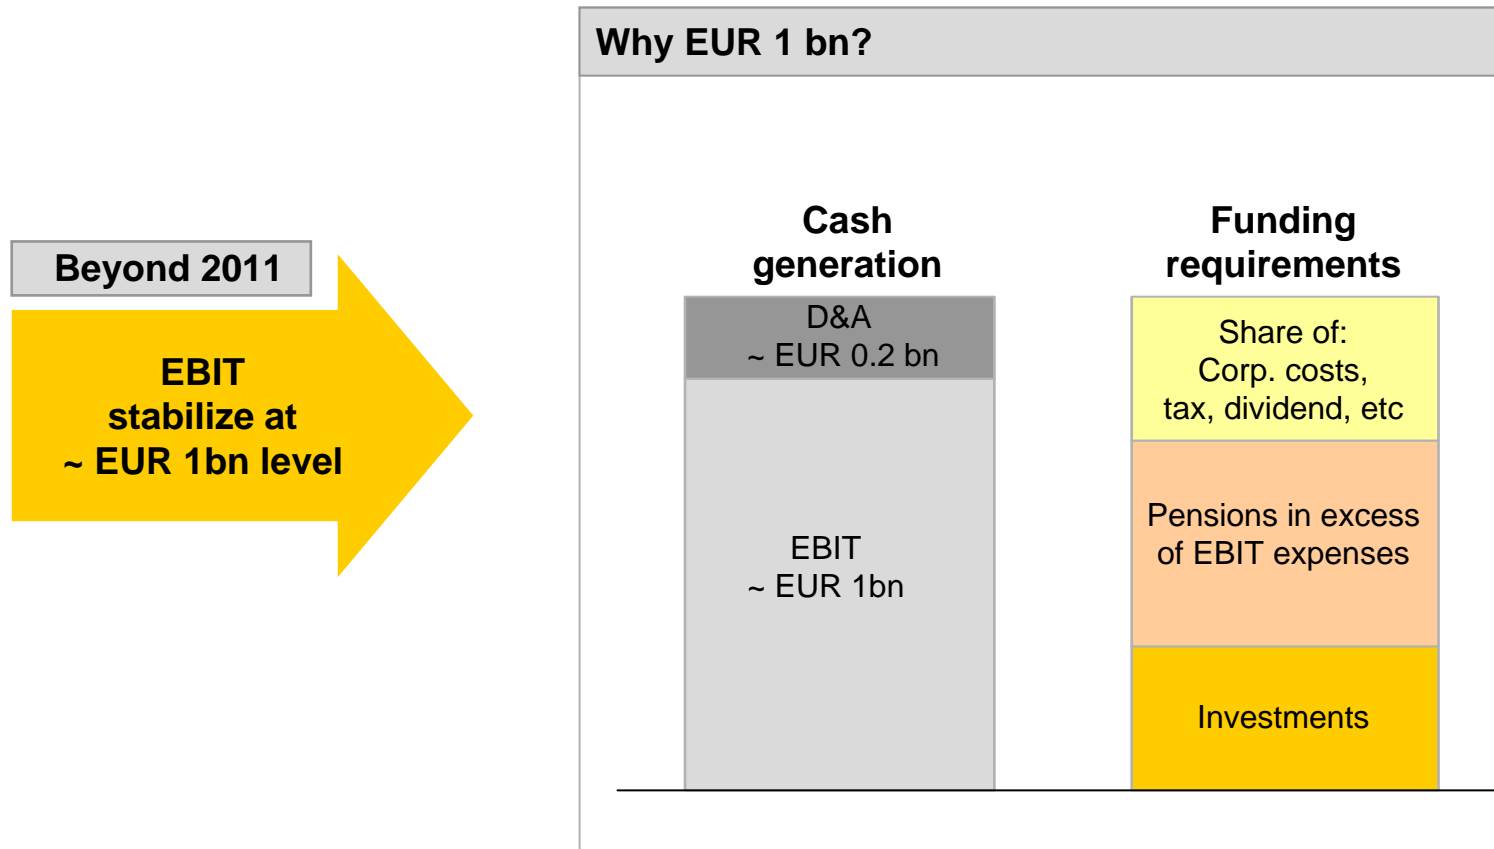 Why EUR 1 bn?
Beyond 2011
EBIT
stabilize at
~ EUR 1bn level
Cash
generation
D&A
~ EUR 0.2 bn
EBIT
~ EUR 1bn
Funding
requirements
Share of:
Corp. costs,
tax, dividend, etc
Pensions in excess
of EBIT expenses
Investments